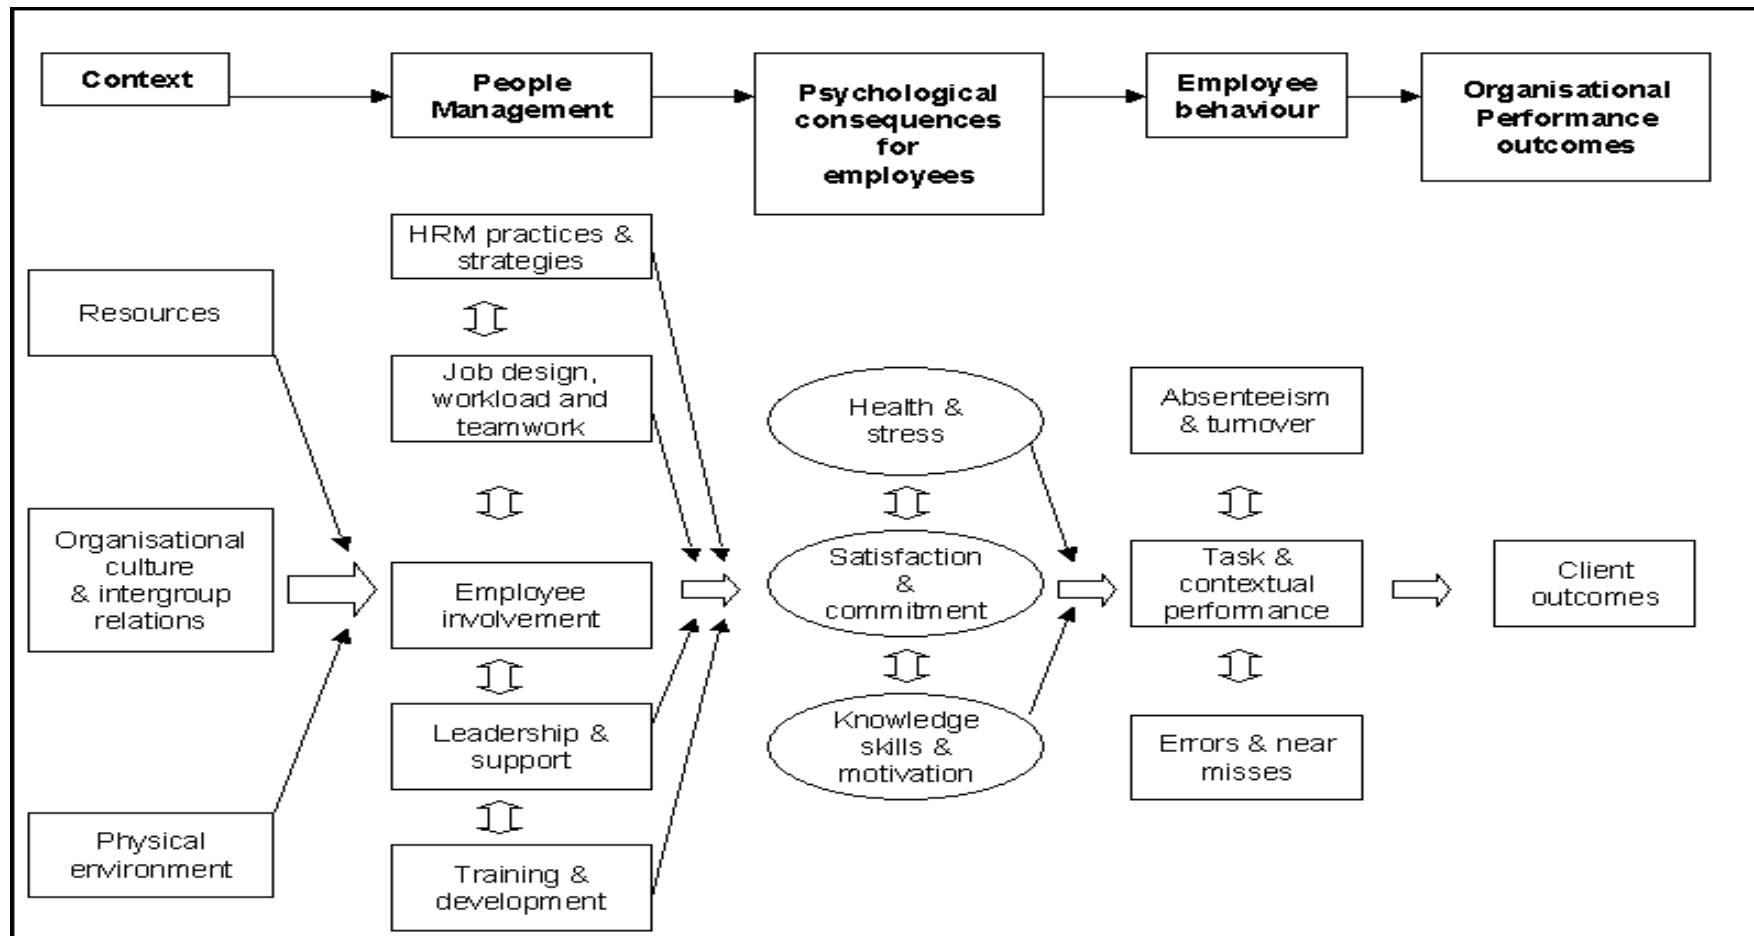 Context
People
Management
Psychological
consequences
for
employees
Employee
behaviour
Organisational
Performance
outcomes
HRM practices &
strategies
Resources
Job design,
workload and
teamwork
Health &
stress
Absenteeism
& turnover
Organisational
culture
& intergroup
relations
Employee
involvement
Satisfaction
&
commitment
Task &
contextual
performance
Client
outcomes
Leadership &
support
Knowledge
skills &
motivation
Errors & near
misses
Physical
environment
Training &
development